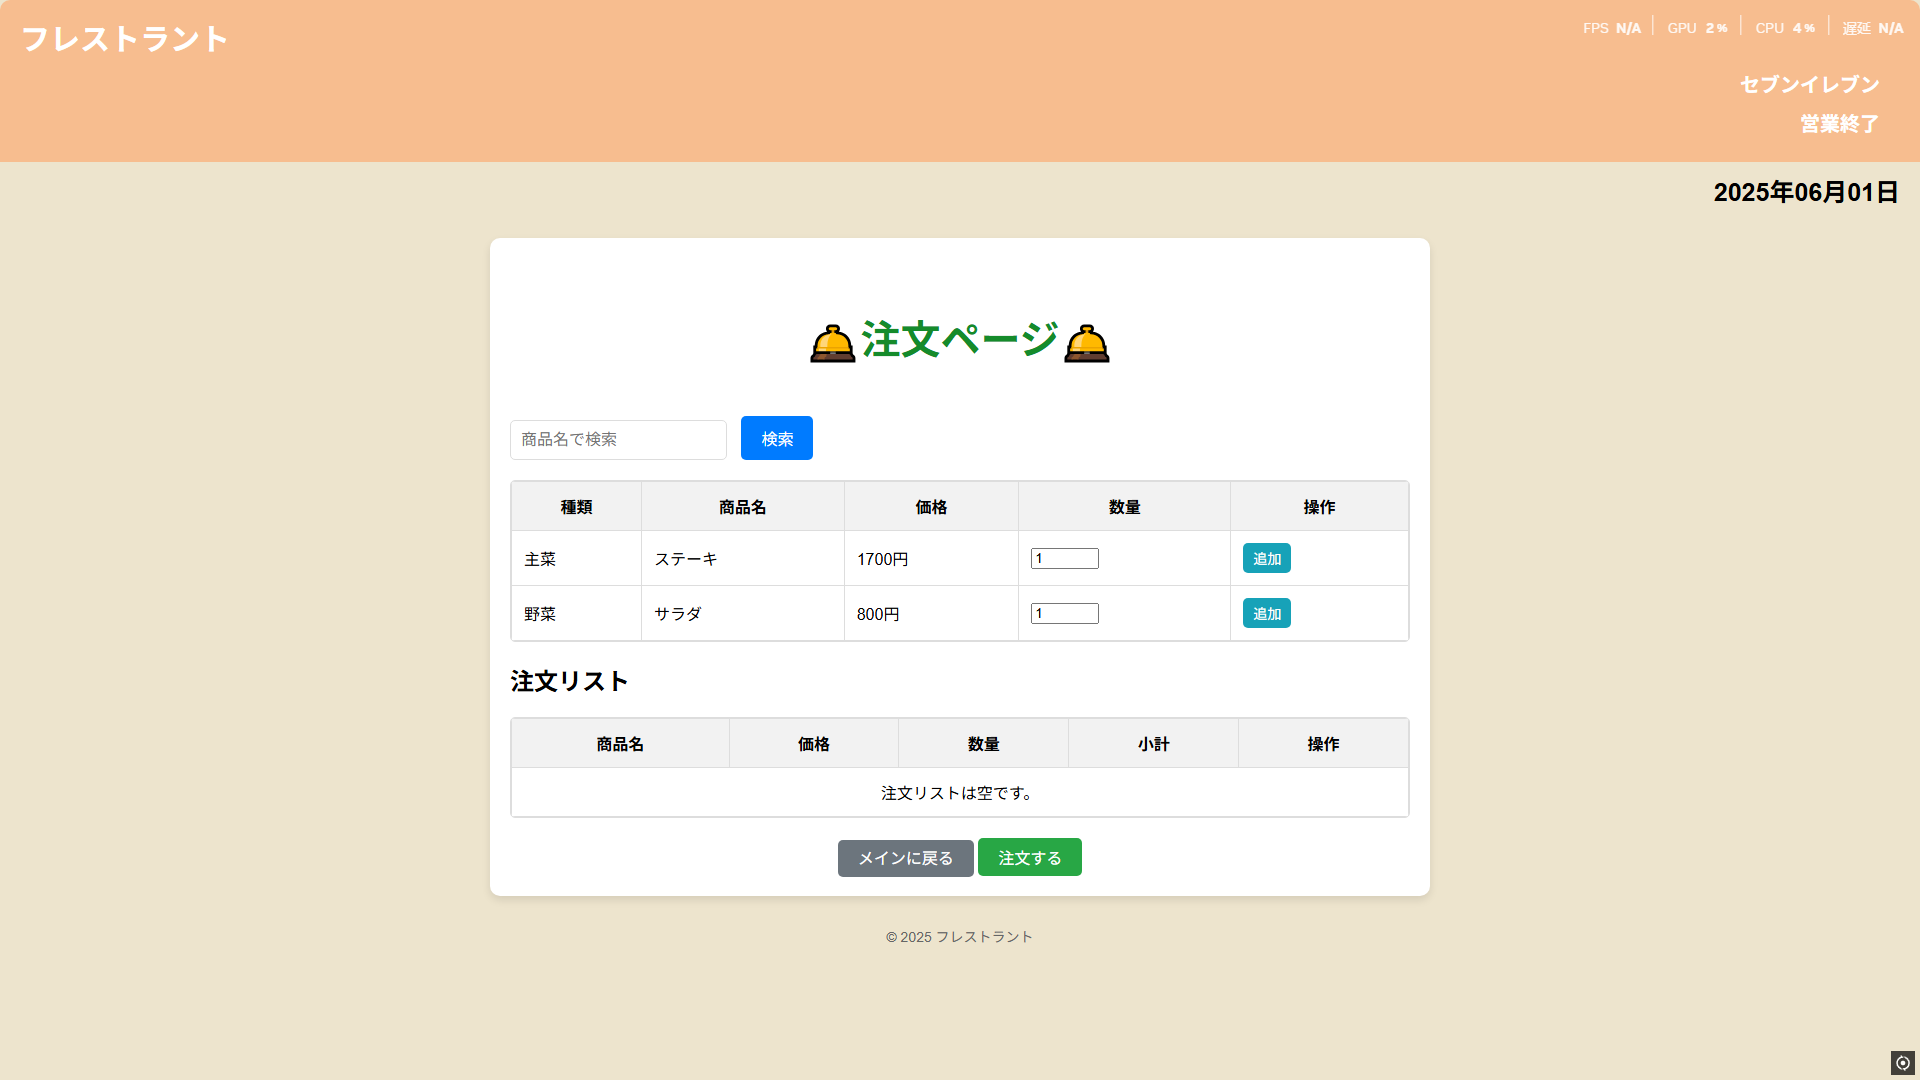 フレストラント
FPS N/A | GPU 2% | CPU 4% | 遅延 N/A
セブンイレブン
営業終了
2025年06月01日
注文ページ
商品名で検索 検索
種類 商品名 価格 数量 操作
主菜 ステーキ 1700円 1 追加
野菜 サラダ 800円 1 追加
注文リスト
商品名 価格 数量 小計 操作
注文リストは空です。
メインに戻る 注文する
© 2025 フレストラント